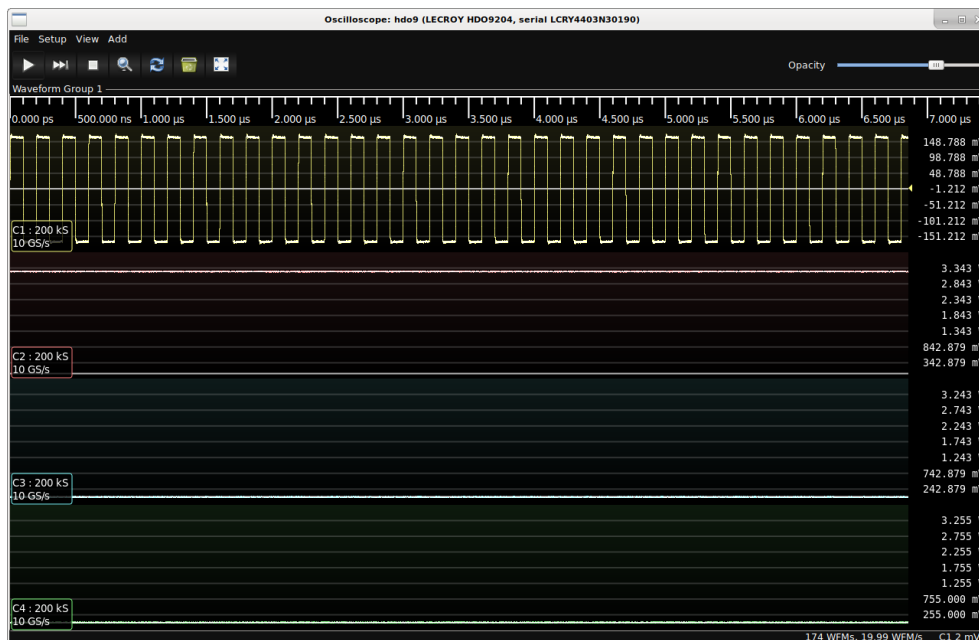 Oscilloscope: hdo9 (LECROY HDO9204, serial LCRY4403N30190)
File Setup View Add
Opacity
Waveform Group 1
0.000 ps 500.000 ns 1.000 µs 1.500 µs 2.000 µs 2.500 µs 3.000 µs 3.500 µs 4.000 µs 4.500 µs 5.000 µs 5.500 µs 6.000 µs 6.500 µs 7.000 µs
148.788 m
98.788 m
48.788 m
-1.212 m
-51.212 m
-101.212 m
-151.212 m
C1 : 200 kS
10 GS/s
3.343
2.843
2.343
1.843
1.343
842.879 m
342.879 m
C2 : 200 kS
10 GS/s
3.243
2.743
2.243
1.743
1.243
742.879 m
242.879 m
C3 : 200 kS
10 GS/s
3.255
2.755
2.255
1.755
1.255
755.000 m
255.000 m
C4 : 200 kS
10 GS/s
174 WFMs, 19.99 WFM/s C1 2 mV